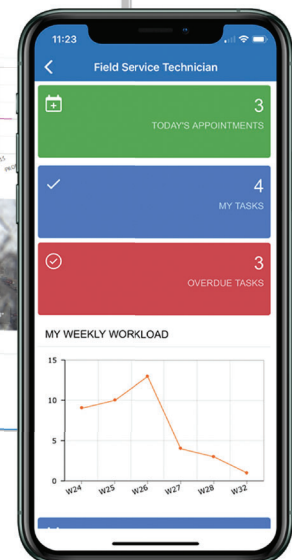 11:23
Field Service Technician
3
TODAY'S APPOINTMENTS
4
MY TASKS
3
OVERDUE TASKS
MY WEEKLY WORKLOAD
15
10
5
0
W24 W25 W26 W27 W28 W32